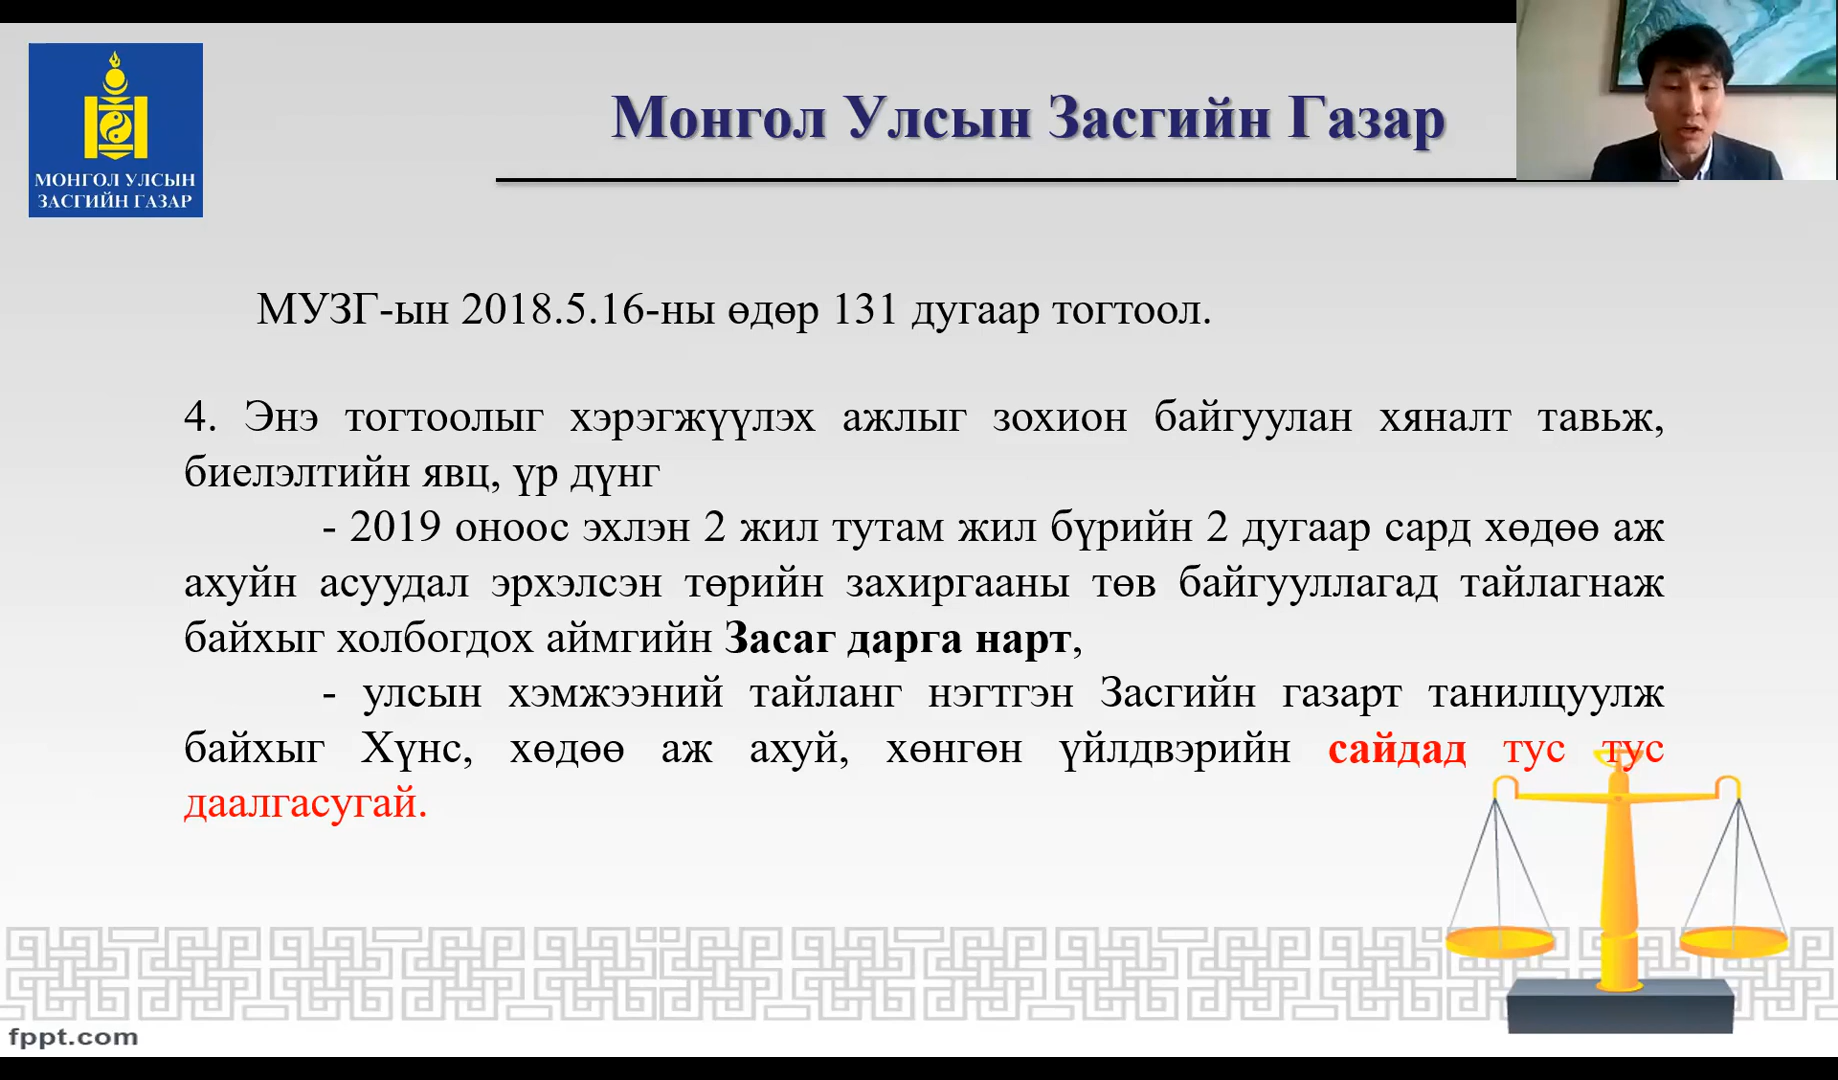 МОНГОЛ УЛСЫН
ЗАСГИЙН ГАЗАР
Монгол Улсын Засгийн Газар
МУЗГ-ын 2018.5.16-ны өдөр 131 дугаар тогтоол.
4. Энэ тогтоолыг хэрэгжүүлэх ажлыг зохион байгуулан хяналт тавьж,
биелэлтийн явц, үр дүнг
- 2019 оноос эхлэн 2 жил тутам жил бүрийн 2 дугаар сард хөдөө аж
ахуйн асуудал эрхэлсэн төрийн захиргааны төв байгууллагад тайлагнаж
байхыг холбогдох аймгийн Засаг дарга нарт,
- улсын хэмжээний тайланг нэгтгэн Засгийн газарт танилцуулж
байхыг Хүнс, хөдөө аж ахуй, хөнгөн үйлдвэрийн сайдад тус тус
даалгасугай.
fppt.com